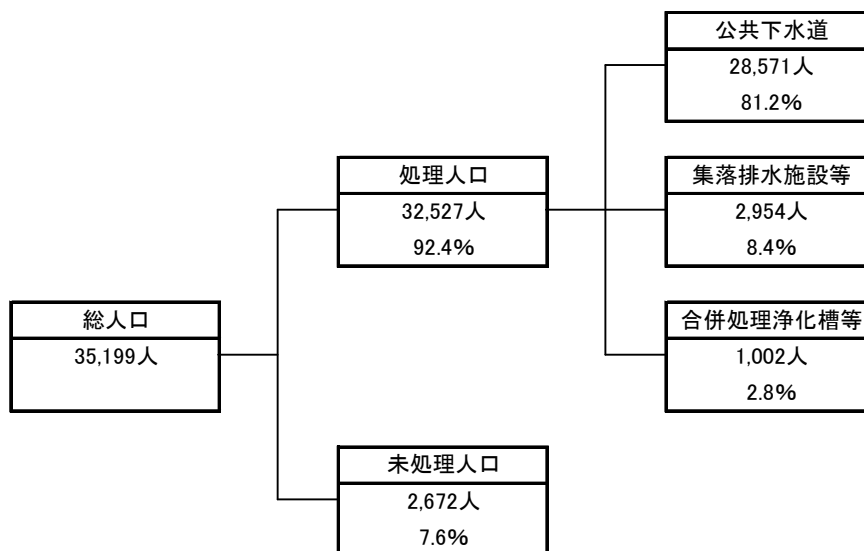 公共下水道
28,571人
81.2%
処理人口
32,527人
92.4%
集落排水施設等
2,954人
8.4%
総人口
35,199人
合併処理浄化槽等
1,002人
2.8%
未処理人口
2,672人
7.6%